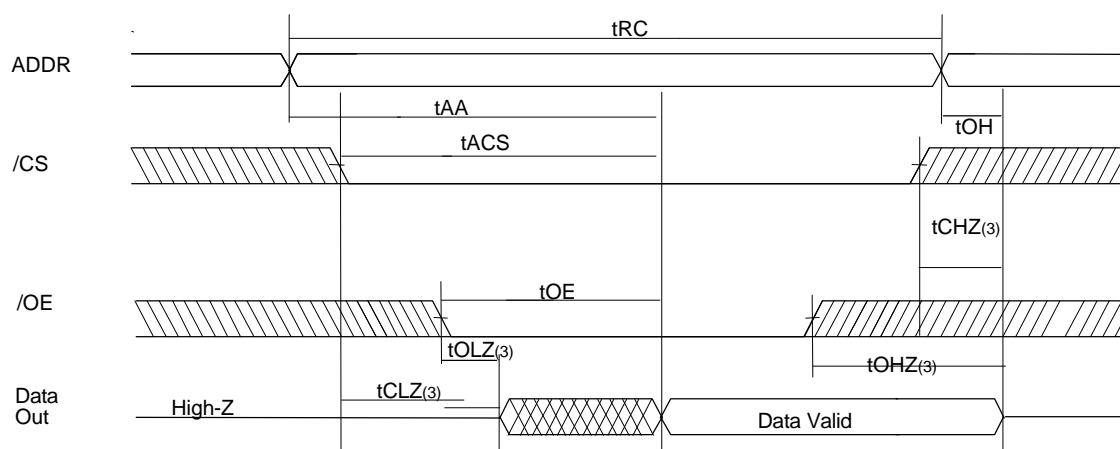 tRC
ADDR
tAA
tOH
tACS
/CS
tCHZ(3)
/OE
tOE
tOLZ(3)
tOHZ(3)
tCLZ(3)
Data
Out
High-Z
Data Valid